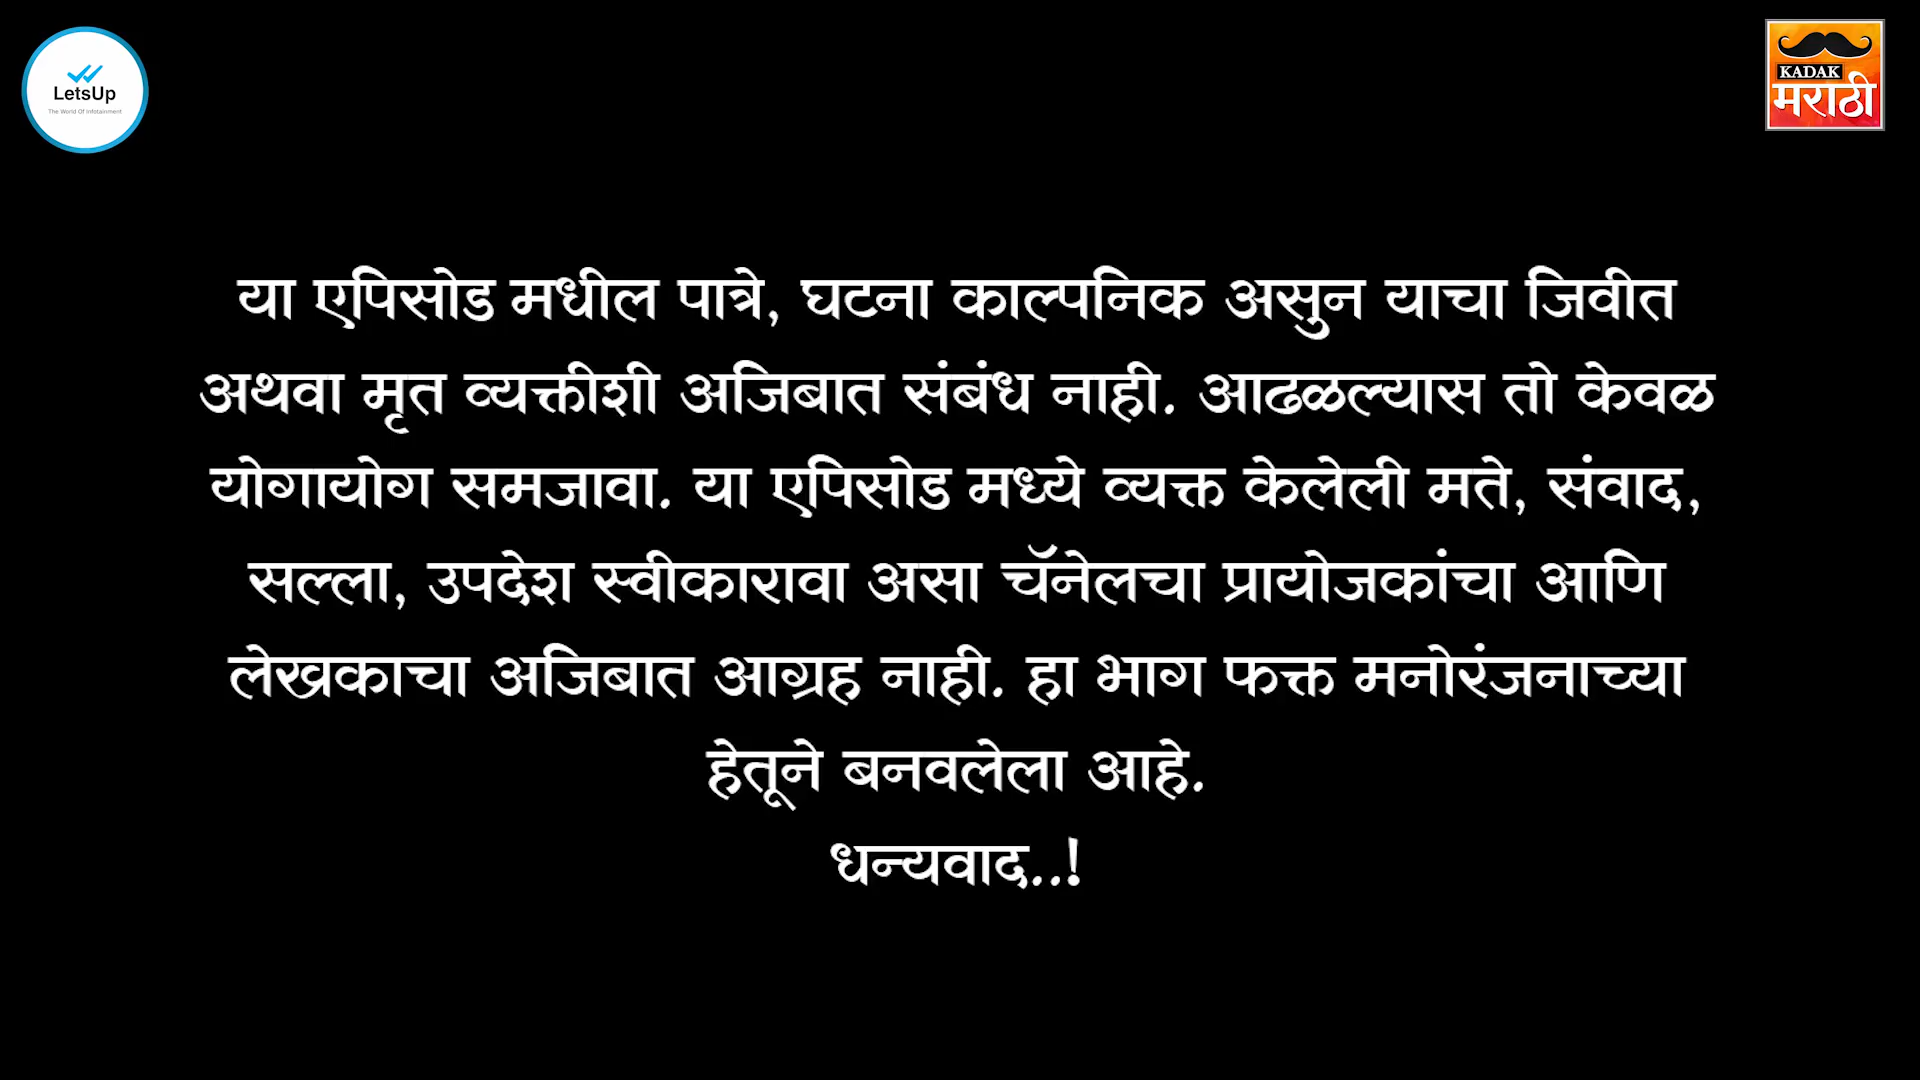 LetsUp
The World Of Infotainment
KADAK
मराठी
या एपिसोड मधील पात्रे, घटना काल्पनिक असुन याचा जिवीत
अथवा मृत व्यक्तीशी अजिबात संबंध नाही. आढळल्यास तो केवळ
योगायोग समजावा. या एपिसोड मध्ये व्यक्त केलेली मते, संवाद,
सल्ला, उपदेश स्वीकारावा असा चॅनेलचा प्रायोजकांचा आणि
लेखकाचा अजिबात आग्रह नाही. हा भाग फक्त मनोरंजनाच्या
हेतूने बनवलेला आहे.
धन्यवाद..!